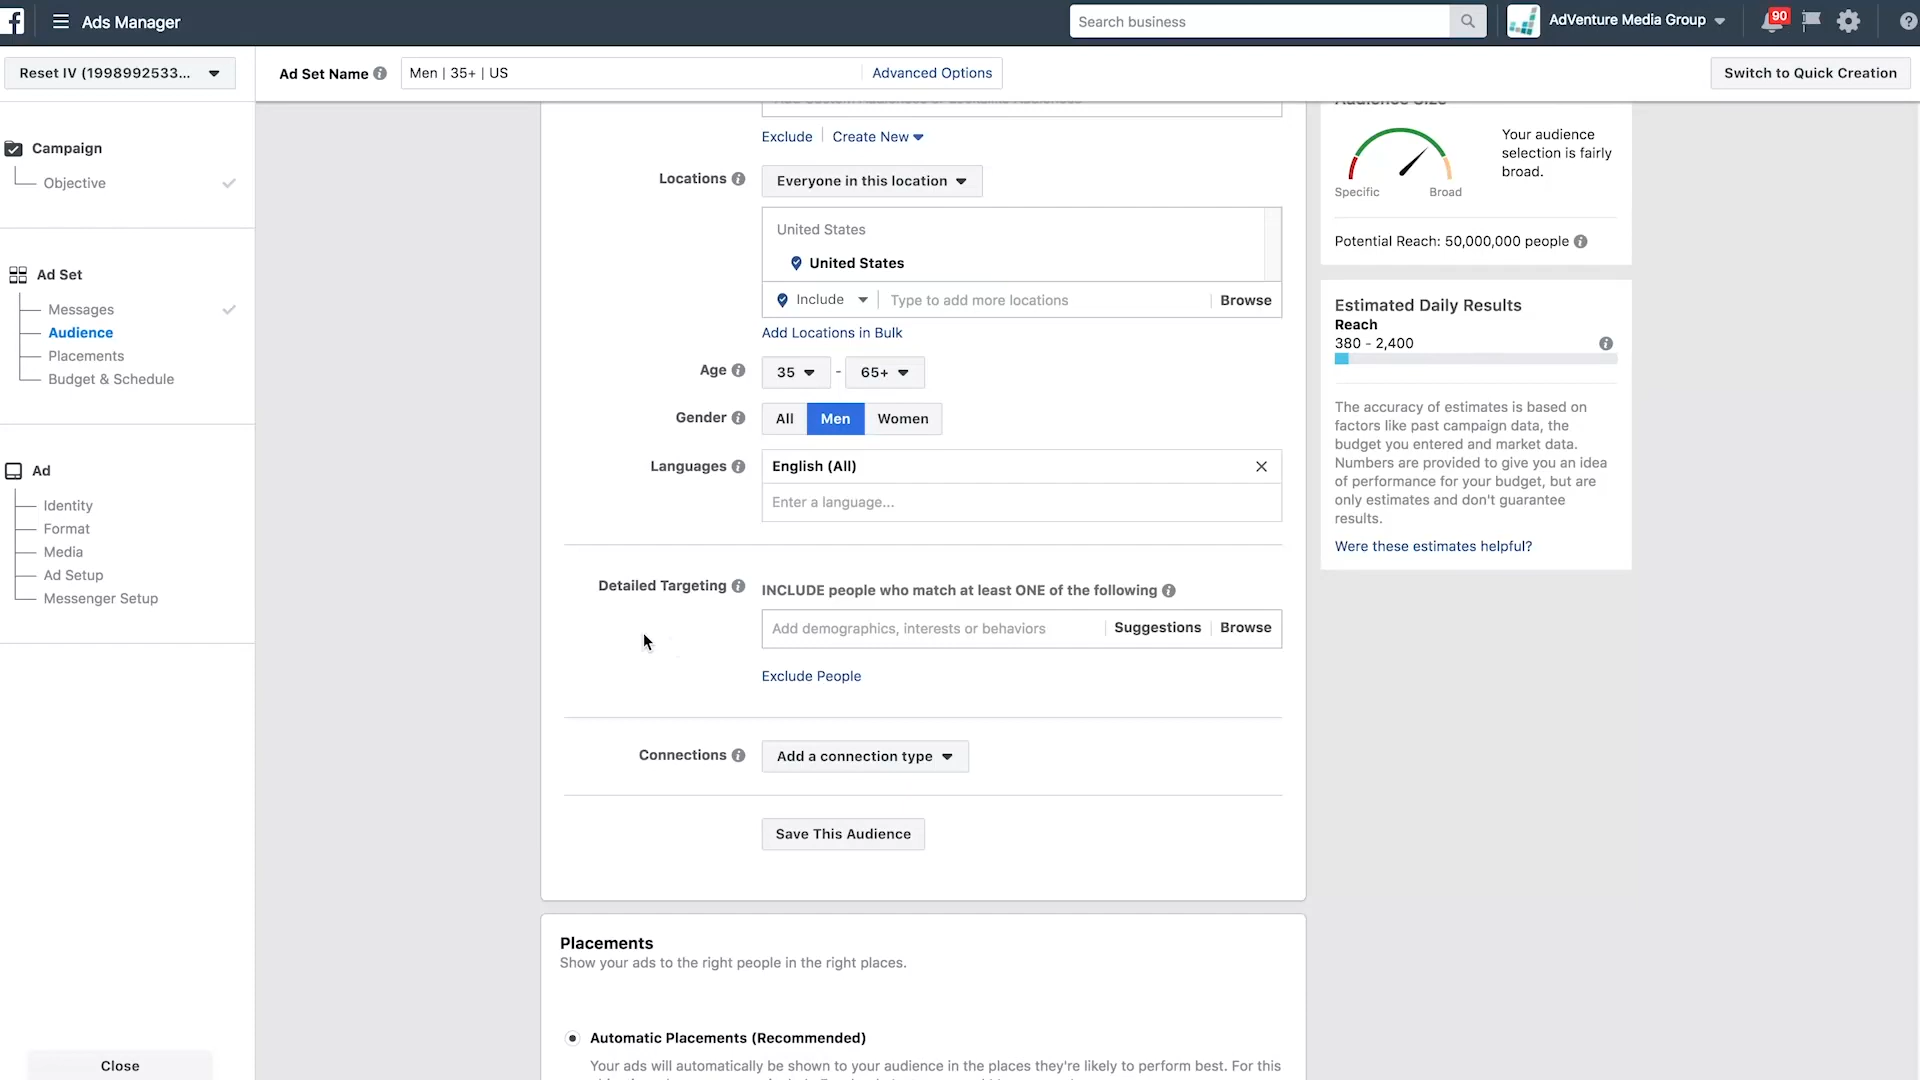 Ads Manager
Search business
AdVenture Media Group
90
Reset IV (1998992533...
Ad Set Name
Men | 35+ | US
Advanced Options
Switch to Quick Creation
Campaign
Objective
Ad Set
Messages
Audience
Placements
Budget & Schedule
Ad
Identity
Format
Media
Ad Setup
Messenger Setup
Close
Exclude
Create New
Locations
Everyone in this location
United States
United States
Include
Type to add more locations
Browse
Add Locations in Bulk
Age
35
-
65+
Gender
All
Men
Women
Languages
English (All)
Enter a language...
Detailed Targeting
INCLUDE people who match at least ONE of the following
Add demographics, interests or behaviors
Suggestions
Browse
Exclude People
Connections
Add a connection type
Save This Audience
Placements
Show your ads to the right people in the right places.
Automatic Placements (Recommended)
Your ads will automatically be shown to your audience in the places they're likely to perform best. For this
Audience Size
Your audience
selection is fairly
broad.
Specific
Broad
Potential Reach: 50,000,000 people
Estimated Daily Results
Reach
380 - 2,400
The accuracy of estimates is based on
factors like past campaign data, the
budget you entered and market data.
Numbers are provided to give you an idea
of performance for your budget, but are
only estimates and don't guarantee
results.
Were these estimates helpful?